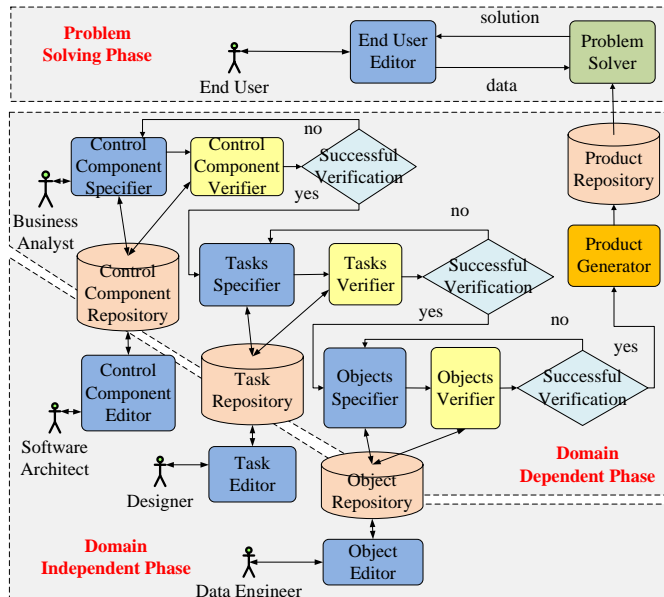 Problem
Solving Phase
End User
End User
Editor
solution
data
Problem
Solver
Business
Analyst
Control
Component
Specifier
Control
Component
Verifier
no
Successful
Verification
yes
Product
Repository
Control
Component
Repository
Tasks
Specifier
Tasks
Verifier
no
Successful
Verification
yes
Product
Generator
Software
Architect
Control
Component
Editor
Task
Repository
Objects
Specifier
Objects
Verifier
no
Successful
Verification
yes
Designer
Task
Editor
Object
Repository
Domain
Dependent Phase
Domain
Independent Phase
Data Engineer
Object
Editor